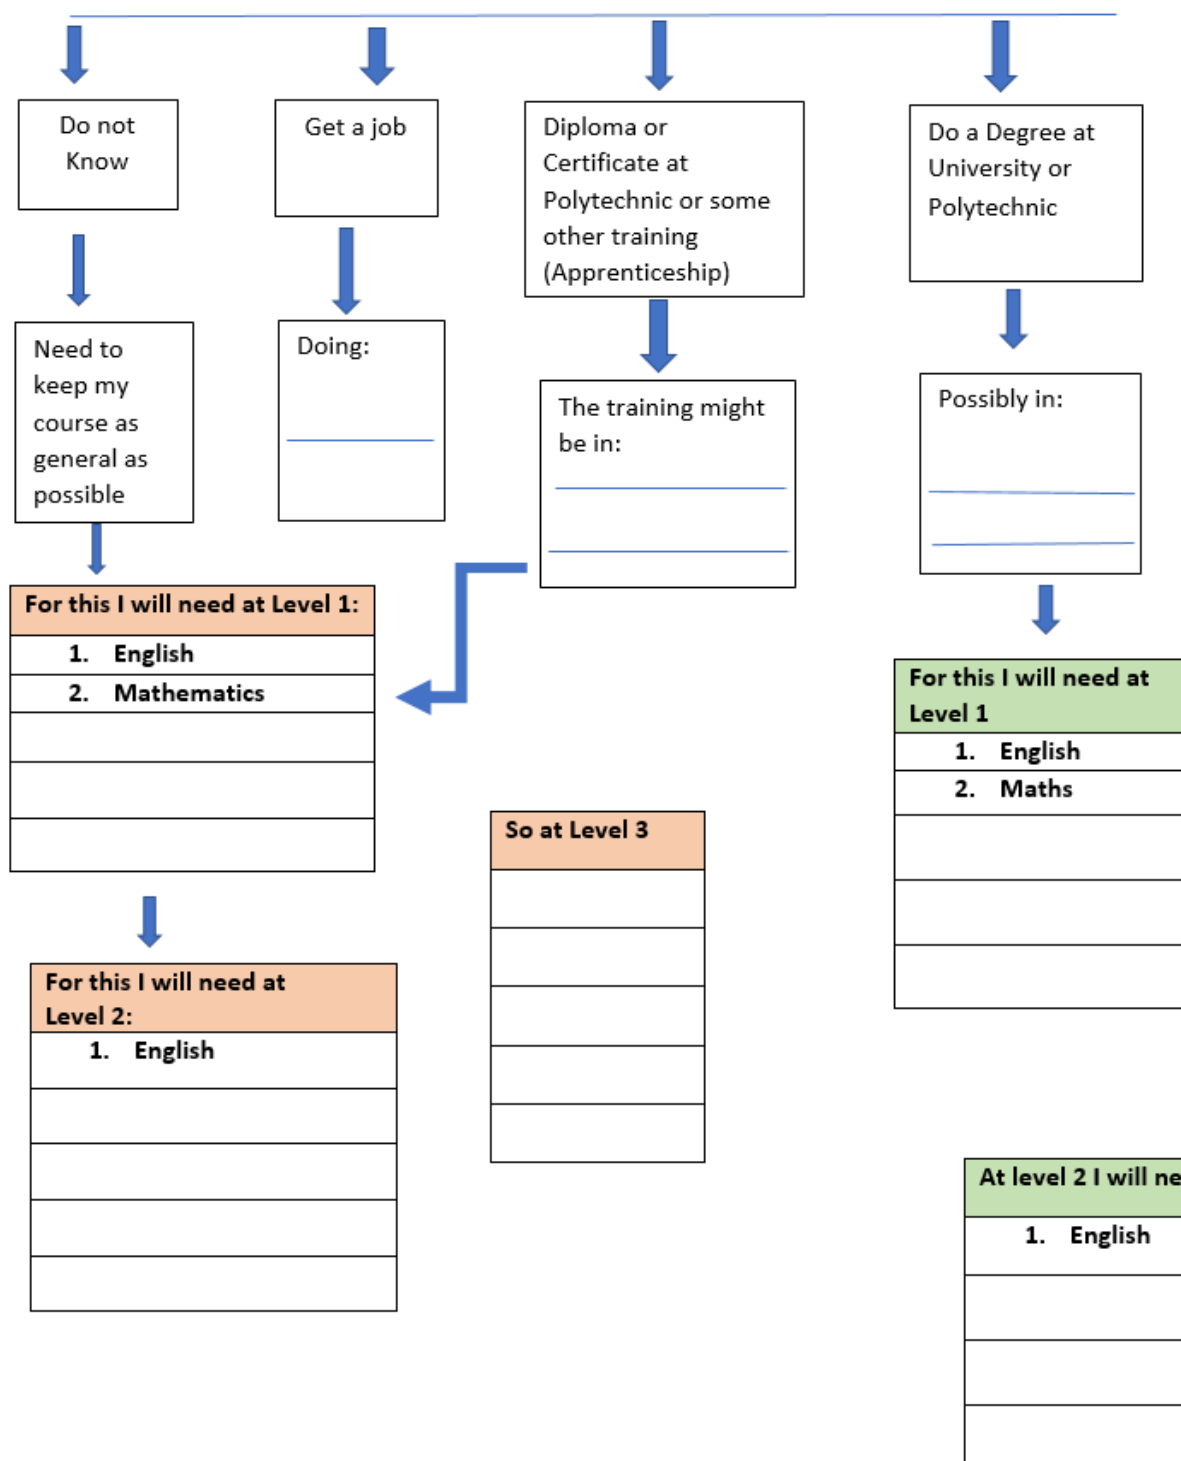 Do not
Know
Get a job
Diploma or
Certificate at
Polytechnic or some
other training
(Apprenticeship)
Do a Degree at
University or
Polytechnic
Need to
keep my
course as
general as
possible
Doing:
The training might
be in:
Possibly in:
For this I will need at Level 1:
1. English
2. Mathematics
For this I will need at
Level 1
1. English
2. Maths
So at Level 3
For this I will need at
Level 2:
1. English
At level 2 I will ne
1. English